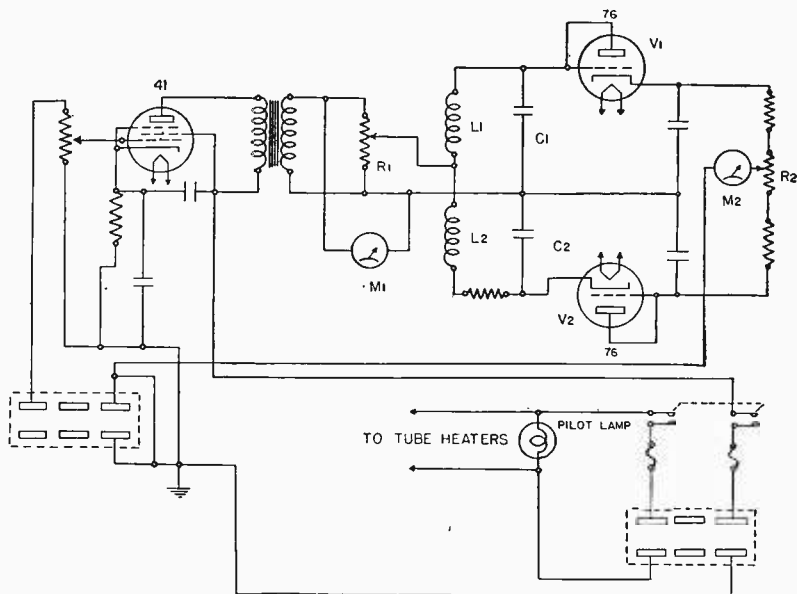 76
V1
41
L1
C1
R1
M2
R2
L2
C2
M1
V2
76
TO TUBE HEATERS
PILOT LAMP